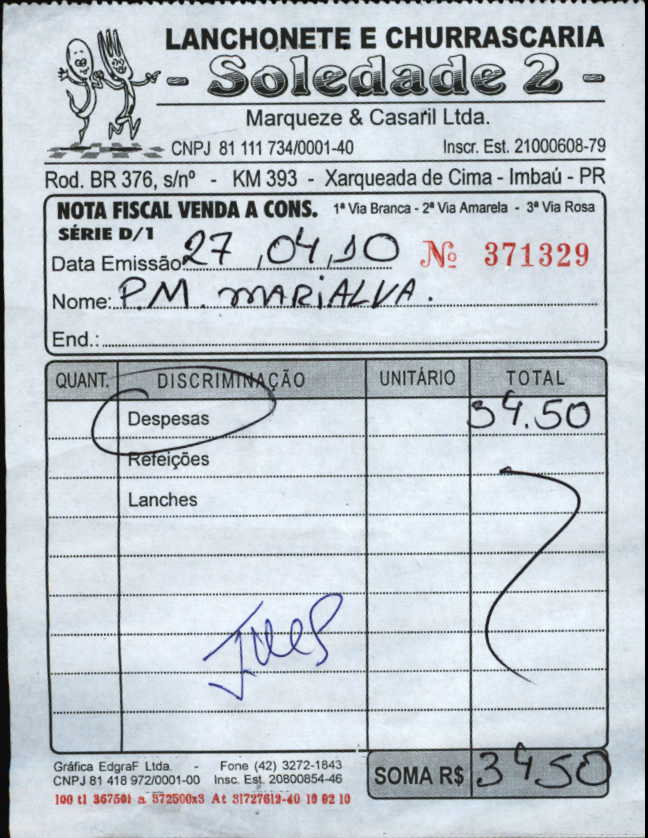 LANCHONETE E CHURRASCARIA
- Soledade 2 -
Marqueze & Casaril Ltda.
CNPJ 81 111 734/0001-40 Inscr. Est. 21000608-79
Rod. BR 376, s/nº - KM 393 - Xarqueada de Cima - Imbaú - PR
NOTA FISCAL VENDA A CONS. 1ª Via Branca - 2ª Via Amarela - 3ª Via Rosa
SÉRIE D/1
Data Emissão: 27,04,10 Nº 371329
Nome: P.M. MARiALVA.
End.:
QUANT. DISCRIMINAÇÃO UNITÁRIO TOTAL
Despesas 34.50
Refeições
Lanches
Gráfica EdgraF Ltda. - Fone (42) 3272-1843
CNPJ 81 418 972/0001-00 Insc. Est. 20800854-46
SOMA R$ 3450